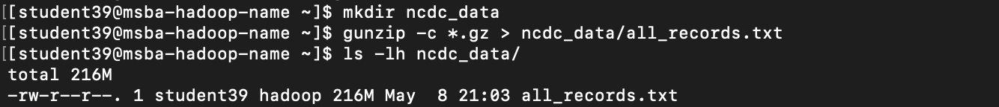 [[student39@msba-hadoop-name ~]$ mkdir ncdc_data
[[student39@msba-hadoop-name ~]$ gunzip -c *.gz > ncdc_data/all_records.txt
[[student39@msba-hadoop-name ~]$ ls -lh ncdc_data/
total 216M
-rw-r--r--. 1 student39 hadoop 216M May  8 21:03 all_records.txt